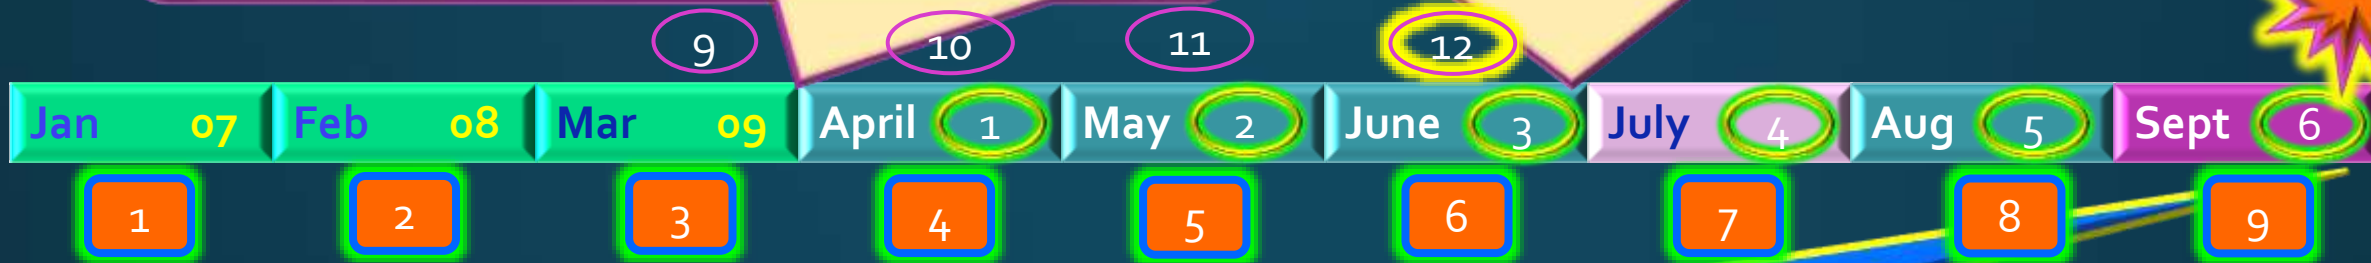 9 10 11 12
Jan 07 Feb 08 Mar 09 April 1 May 2 June 3 July 4 Aug 5 Sept 6
1 2 3 4 5 6 7 8 9